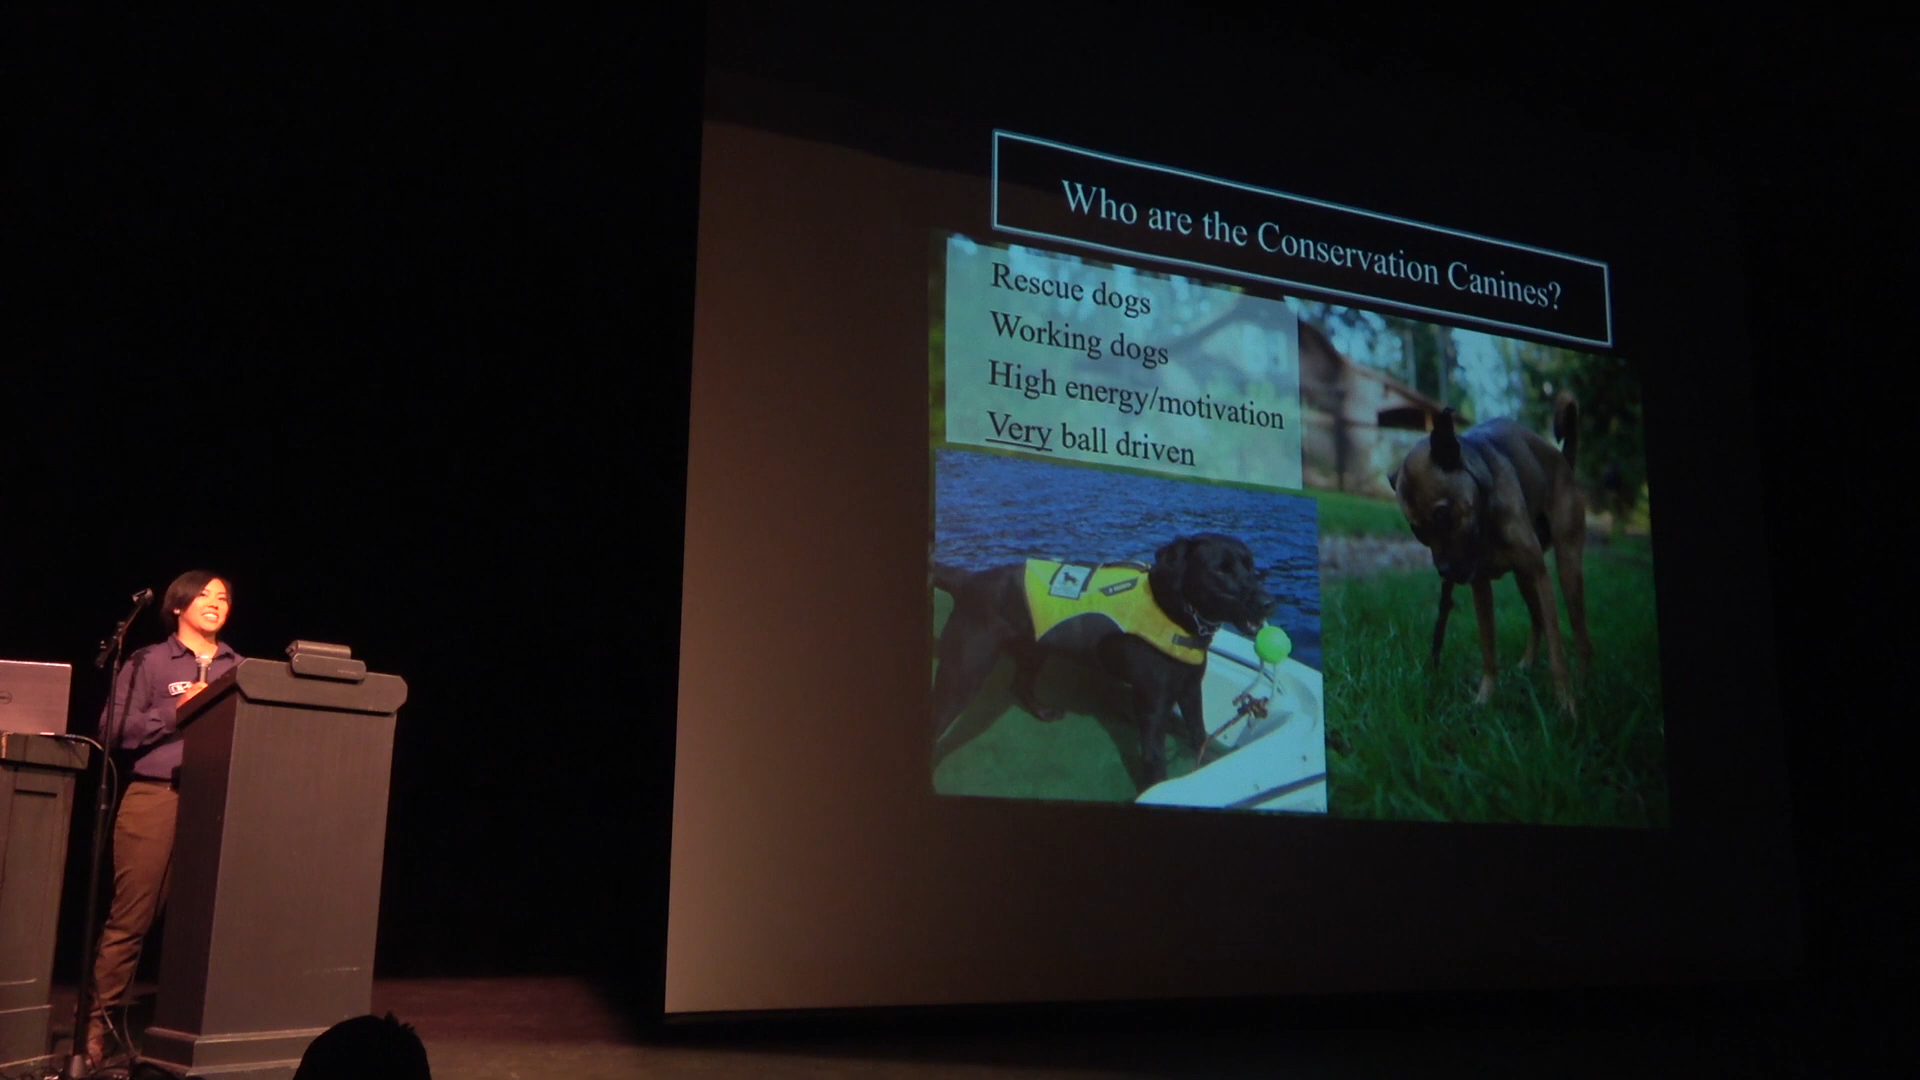 Who are the Conservation Canines?
Rescue dogs
Working dogs
High energy/motivation
Very ball driven